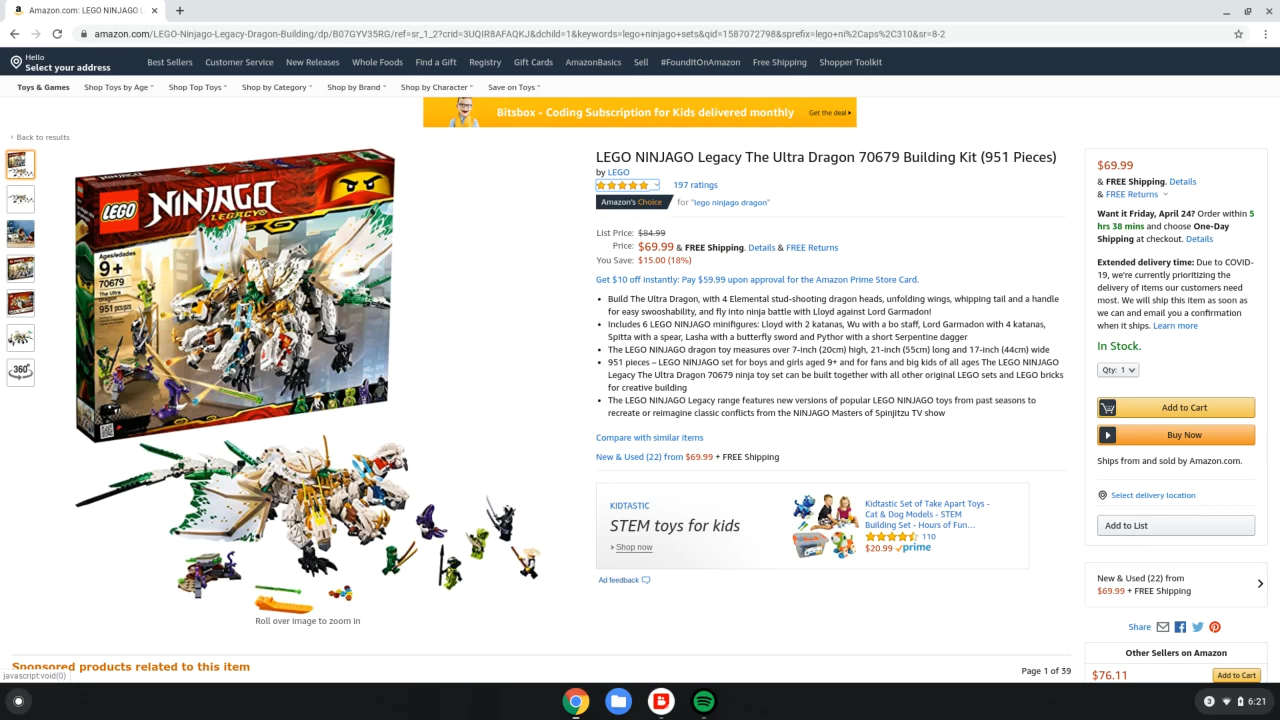 Amazon.com: LEGO NINJAGO L
amazon.com/LEGO-Ninjago-Legacy-Dragon-Building/dp/B07GYV35RG/ref=sr_1_2?crid=3UQIR8AFAQKJ&dchild=1&keywords=lego+ninjago+sets&qid=1587072798&sprefix=lego+ni%2Caps%2C310&sr=8-2
Hello
Select your address
Best Sellers Customer Service New Releases Whole Foods Find a Gift Registry Gift Cards AmazonBasics Sell #FoundItOnAmazon Free Shipping Shopper Toolkit
Toys & Games Shop Toys by Age Shop Top Toys Shop by Category Shop by Brand Shop by Character Save on Toys
Bitsbox - Coding Subscription for Kids delivered monthly Get the deal
‹ Back to results
LEGO NINJAGO
LEGACY
Ages/edades
9+
70679
The Ultra
Dragon
951 pcs/pzs
360°
Roll over image to zoom in
LEGO NINJAGO Legacy The Ultra Dragon 70679 Building Kit (951 Pieces)
by LEGO
197 ratings
Amazon's Choice for "lego ninjago dragon"
List Price: $84.99
Price: $69.99 & FREE Shipping. Details & FREE Returns
You Save: $15.00 (18%)
Get $10 off instantly: Pay $59.99 upon approval for the Amazon Prime Store Card.
• Build The Ultra Dragon, with 4 Elemental stud-shooting dragon heads, unfolding wings, whipping tail and a handle
for easy swooshability, and fly into ninja battle with Lloyd against Lord Garmadon!
• Includes 6 LEGO NINJAGO minifigures: Lloyd with 2 katanas, Wu with a bo staff, Lord Garmadon with 4 katanas,
Spitta with a spear, Lasha with a butterfly sword and Pythor with a short Serpentine dagger
• The LEGO NINJAGO dragon toy measures over 7-inch (20cm) high, 21-inch (55cm) long and 17-inch (44cm) wide
• 951 pieces – LEGO NINJAGO set for boys and girls aged 9+ and for fans and big kids of all ages The LEGO NINJAGO
Legacy The Ultra Dragon 70679 ninja toy set can be built together with all other original LEGO sets and LEGO bricks
for creative building
• The LEGO NINJAGO Legacy range features new versions of popular LEGO NINJAGO toys from past seasons to
recreate or reimagine classic conflicts from the NINJAGO Masters of Spinjitzu TV show
Compare with similar items
New & Used (22) from $69.99 + FREE Shipping
KIDTASTIC
STEM toys for kids
› Shop now
Kidtastic Set of Take Apart Toys -
Cat & Dog Models - STEM
Building Set - Hours of Fun…
110
$20.99 prime
Ad feedback
$69.99
& FREE Shipping. Details
& FREE Returns
Want it Friday, April 24? Order within 5
hrs 38 mins and choose One-Day
Shipping at checkout. Details
Extended delivery time: Due to COVID-
19, we're currently prioritizing the
delivery of items our customers need
most. We will ship this item as soon as
we can and email you a confirmation
when it ships. Learn more
In Stock.
Qty: 1
Add to Cart
Buy Now
Ships from and sold by Amazon.com.
Select delivery location
Add to List
New & Used (22) from
$69.99 + FREE Shipping
Share
Other Sellers on Amazon
$76.11 Add to Cart
Sponsored products related to this item
Page 1 of 39
javascript:void(0)
3 6:21